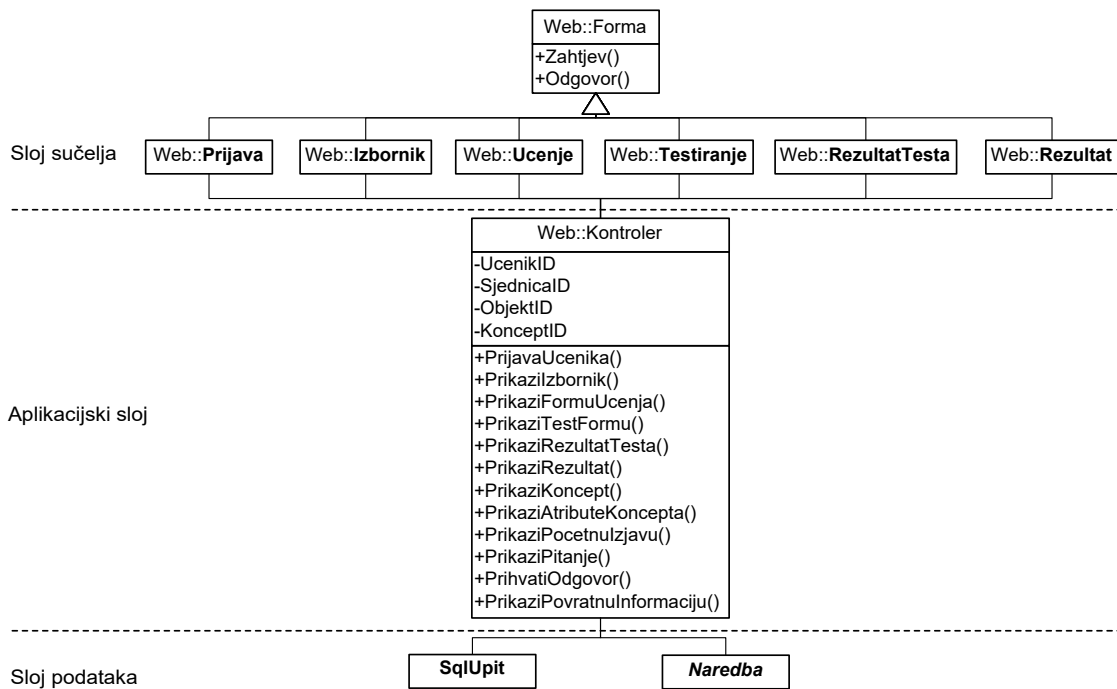 Web::Forma
+Zahtjev()
+Odgovor()
Sloj sučelja
Web::Prijava
Web::Izbornik
Web::Ucenje
Web::Testiranje
Web::RezultatTesta
Web::Rezultat
Web::Kontroler
-UcenikID
-SjednicaID
-ObjektID
-KonceptID
Aplikacijski sloj
+PrijavaUcenika()
+PrikaziIzbornik()
+PrikaziFormuUcenja()
+PrikaziTestFormu()
+PrikaziRezultatTesta()
+PrikaziRezultat()
+PrikaziKoncept()
+PrikaziAtributeKoncepta()
+PrikaziPocetnuIzjavu()
+PrikaziPitanje()
+PrihvatiOdgovor()
+PrikaziPovratnuInformaciju()
Sloj podataka
SqlUpit
Naredba